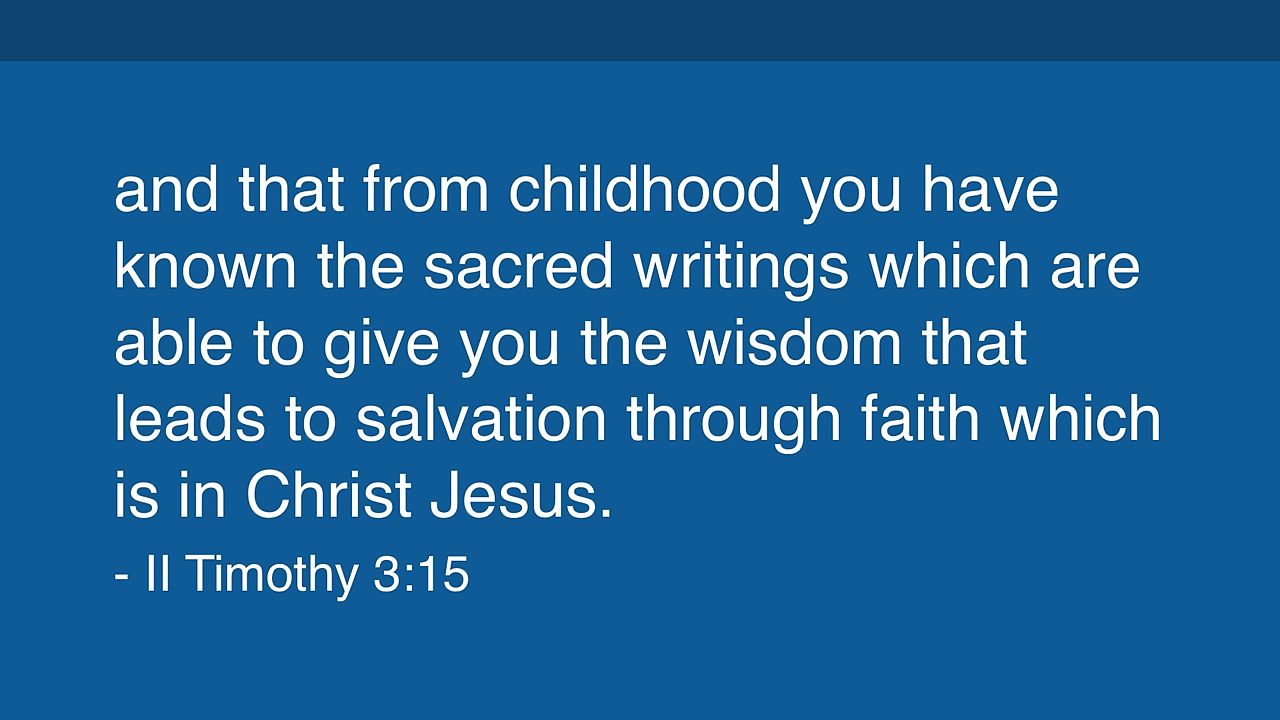 and that from childhood you have
known the sacred writings which are
able to give you the wisdom that
leads to salvation through faith which
is in Christ Jesus.
- II Timothy 3:15